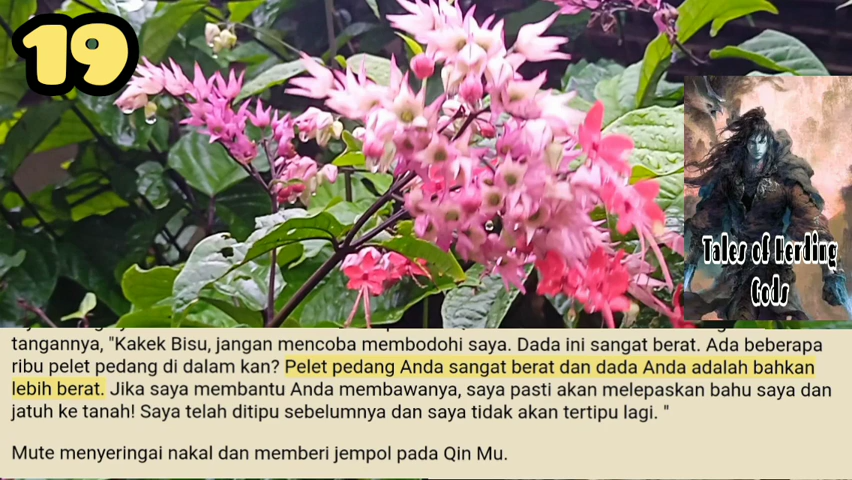 19
Tales of Herding
Gods
tangannya, "Kakek Bisu, jangan mencoba membodohi saya. Dada ini sangat berat. Ada beberapa
ribu pelet pedang di dalam kan? Pelet pedang Anda sangat berat dan dada Anda adalah bahkan
lebih berat. Jika saya membantu Anda membawanya, saya pasti akan melepaskan bahu saya dan
jatuh ke tanah! Saya telah ditipu sebelumnya dan saya tidak akan tertipu lagi. "
Mute menyeringai nakal dan memberi jempol pada Qin Mu.